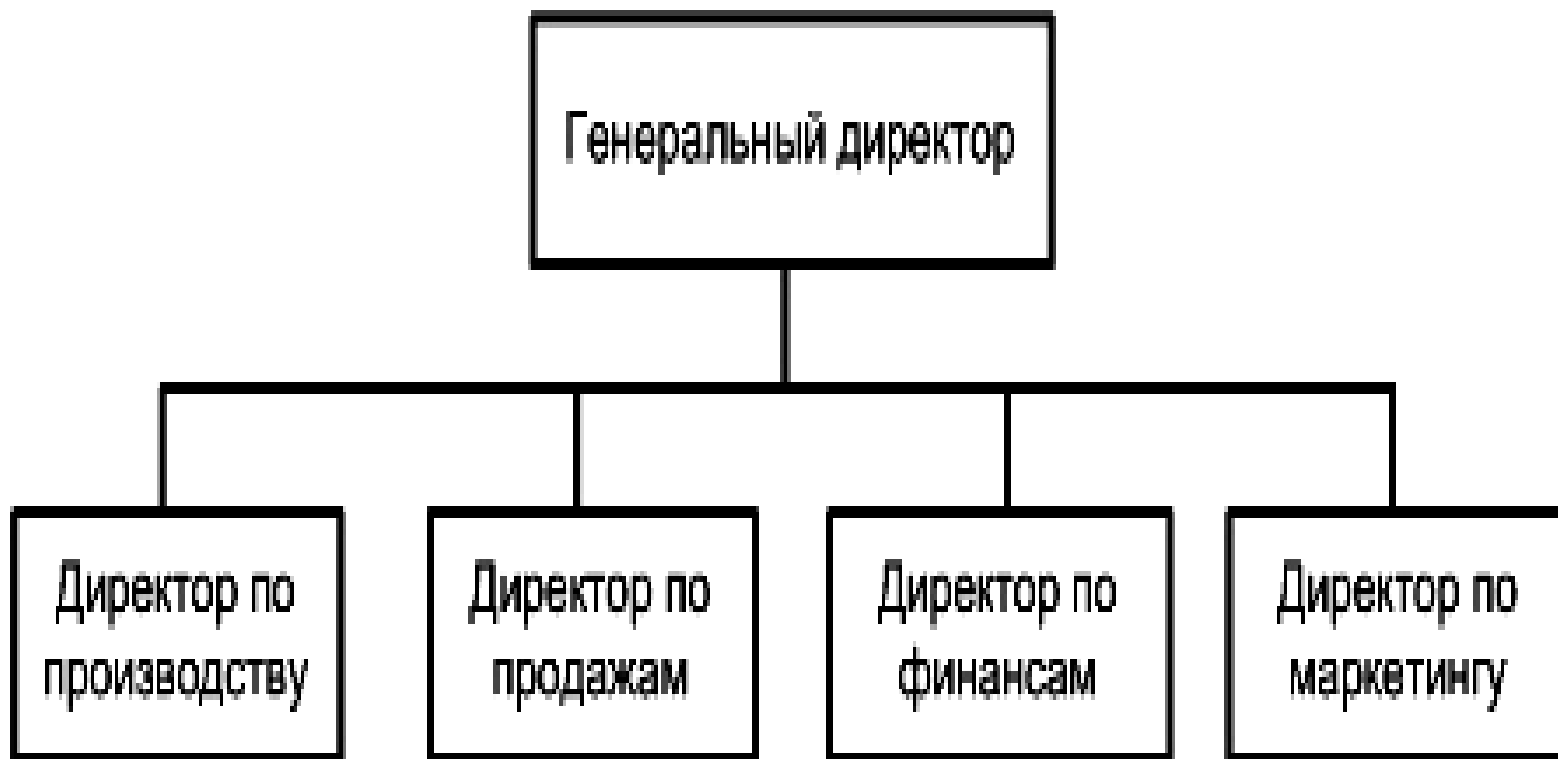 Генеральный директор
Директор по
производству
Директор по
продажам
Директор по
финансам
Директор по
маркетингу